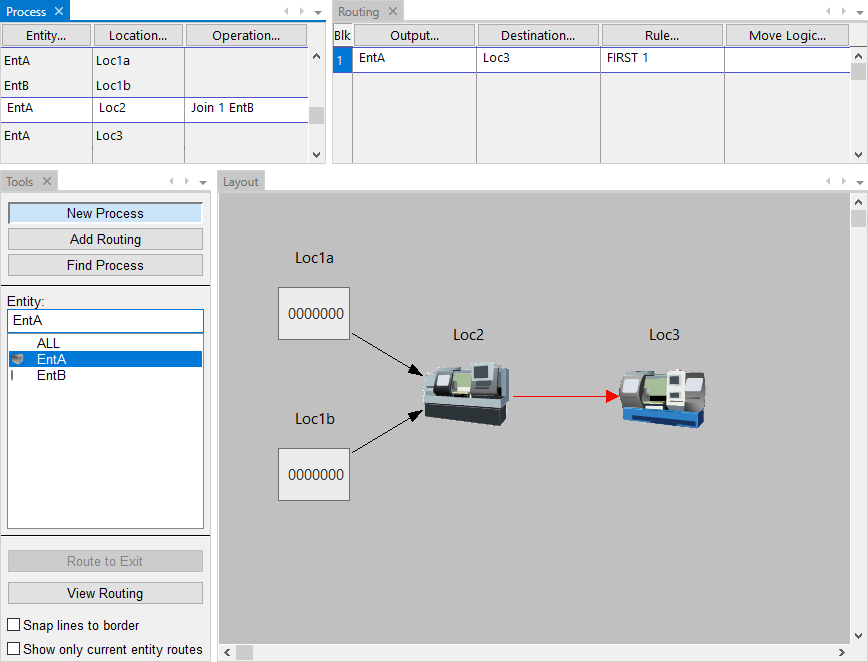 Process
Entity... Location... Operation...
EntA Loc1a
EntB Loc1b
EntA Loc2 Join 1 EntB
EntA Loc3
Routing
Blk Output... Destination... Rule... Move Logic...
1 EntA Loc3 FIRST 1
Tools
New Process
Add Routing
Find Process
Entity:
EntA
ALL
EntA
EntB
Route to Exit
View Routing
Snap lines to border
Show only current entity routes
Layout
Loc1a
0000000
Loc2
Loc3
Loc1b
0000000